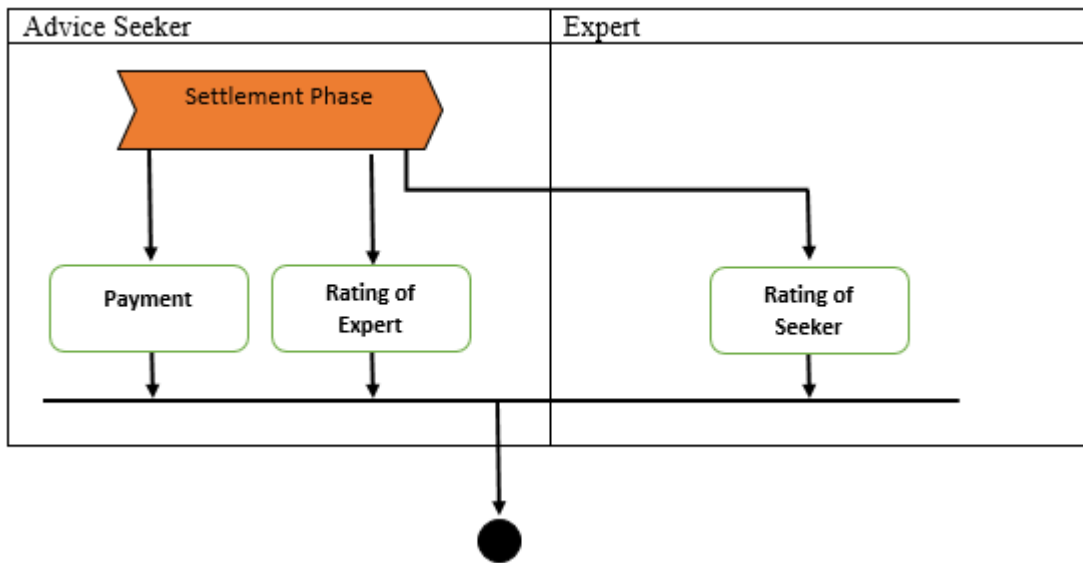 Advice Seeker
Expert
Settlement Phase
Payment
Rating of
Expert
Rating of
Seeker